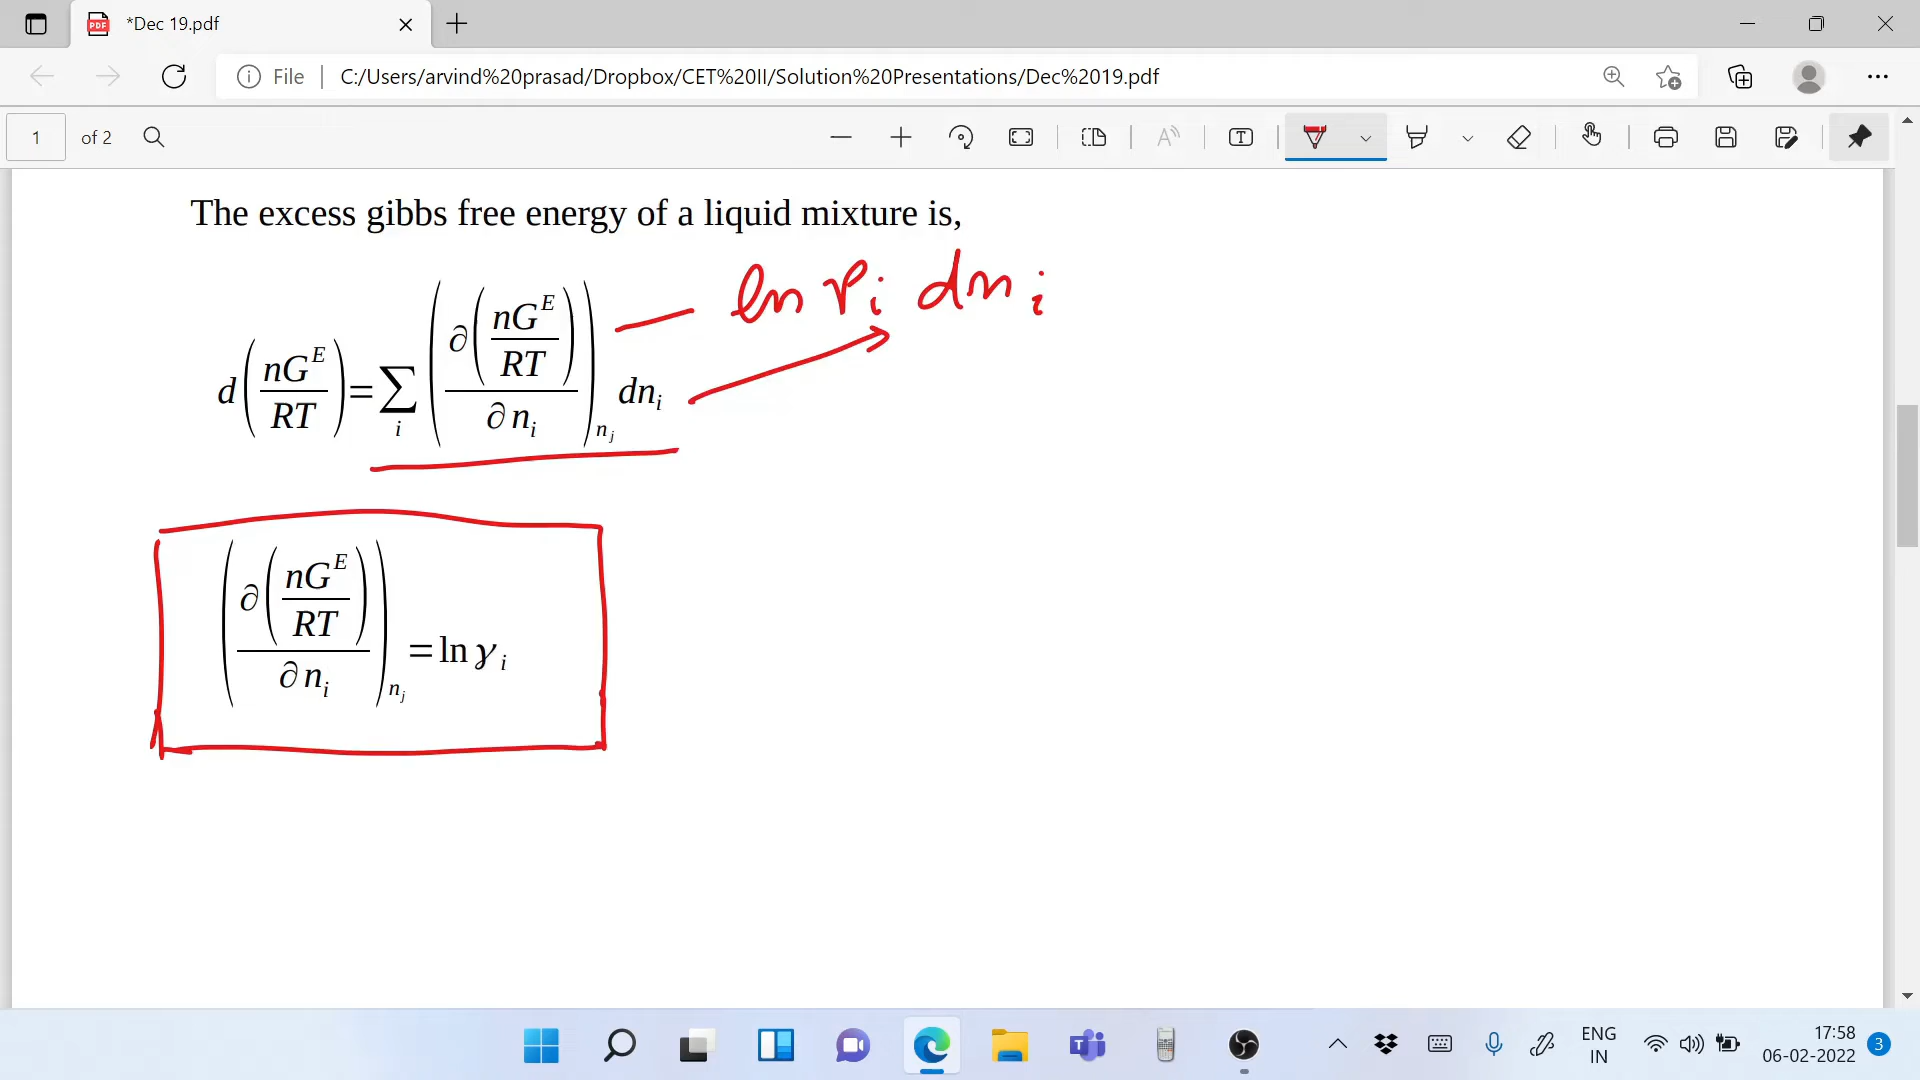 *Dec 19.pdf
File | C:/Users/arvind%20prasad/Dropbox/CET%20II/Solution%20Presentations/Dec%2019.pdf
1 of 2
The excess gibbs free energy of a liquid mixture is,
d(nG^E/RT) = ∑_i (∂(nG^E/RT)/∂n_i)_{n_j} dn_i
ln γ_i dn_i
(∂(nG^E/RT)/∂n_i)_{n_j} = ln γ_i
ENG
IN
17:58
06-02-2022
3